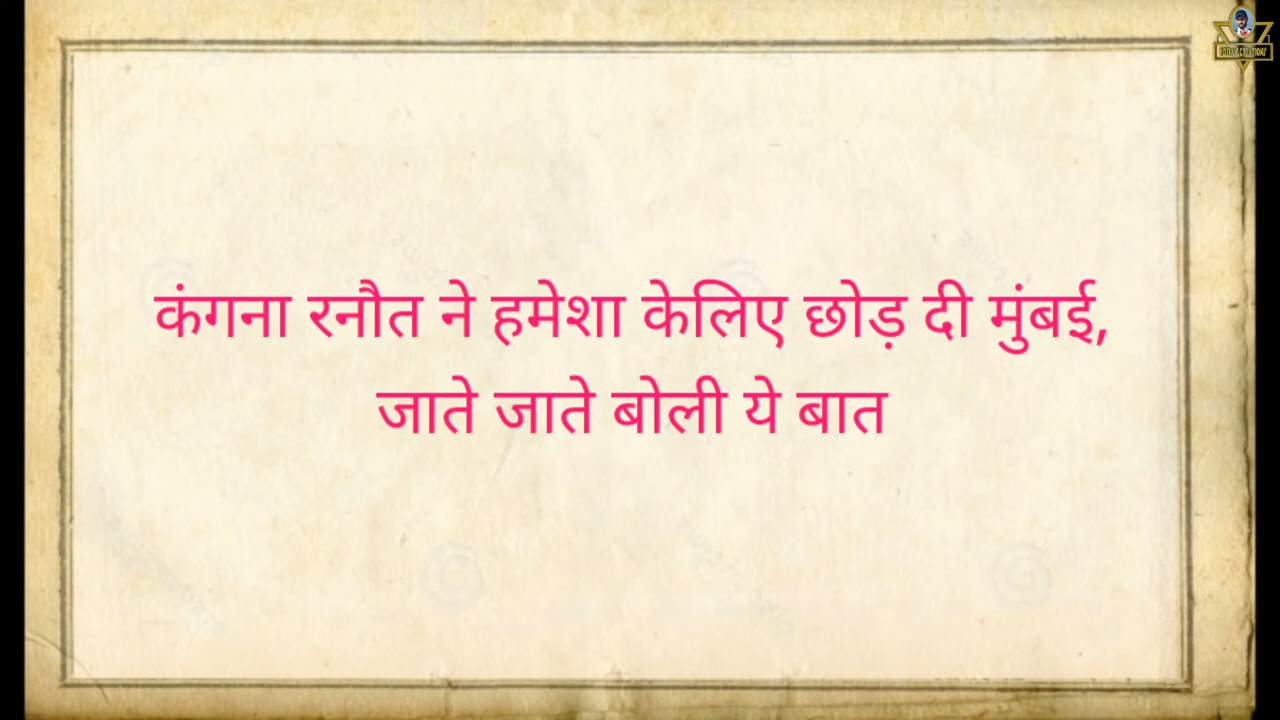 कंगना रनौत ने हमेशा केलिए छोड़ दी मुंबई,
जाते जाते बोली ये बात